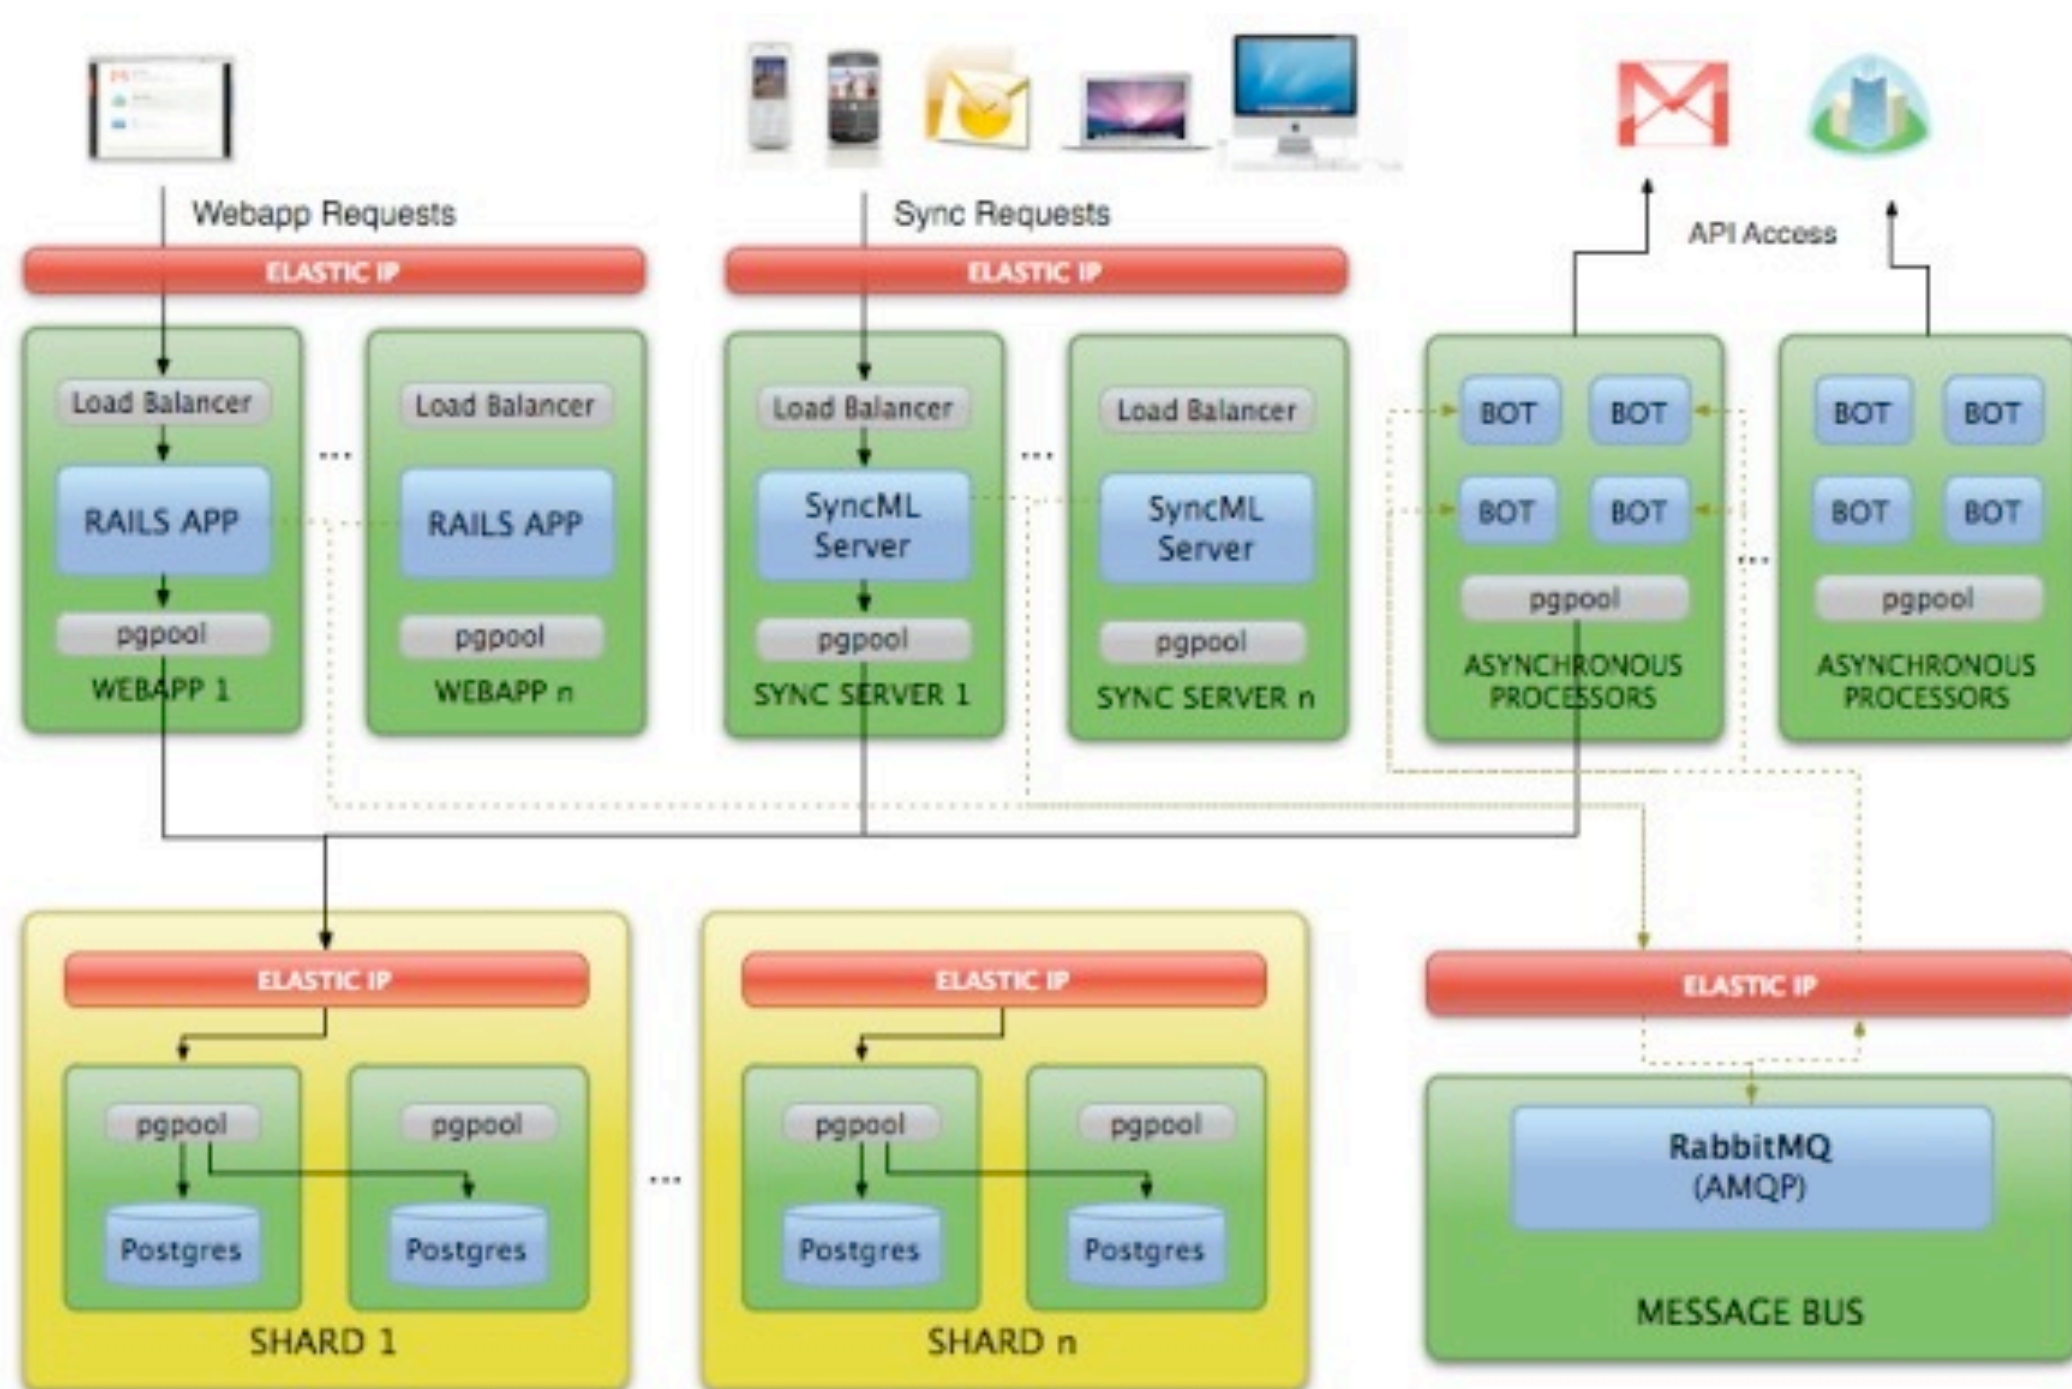 Webapp Requests
Sync Requests
API Access
ELASTIC IP
ELASTIC IP
Load Balancer
RAILS APP
pgpool
WEBAPP 1
...
Load Balancer
RAILS APP
pgpool
WEBAPP n
Load Balancer
SyncML
Server
pgpool
SYNC SERVER 1
...
Load Balancer
SyncML
Server
pgpool
SYNC SERVER n
BOT BOT
BOT BOT
pgpool
ASYNCHRONOUS
PROCESSORS
...
BOT BOT
BOT BOT
pgpool
ASYNCHRONOUS
PROCESSORS
ELASTIC IP
pgpool pgpool
Postgres Postgres
SHARD 1
...
ELASTIC IP
pgpool pgpool
Postgres Postgres
SHARD n
ELASTIC IP
RabbitMQ
(AMQP)
MESSAGE BUS